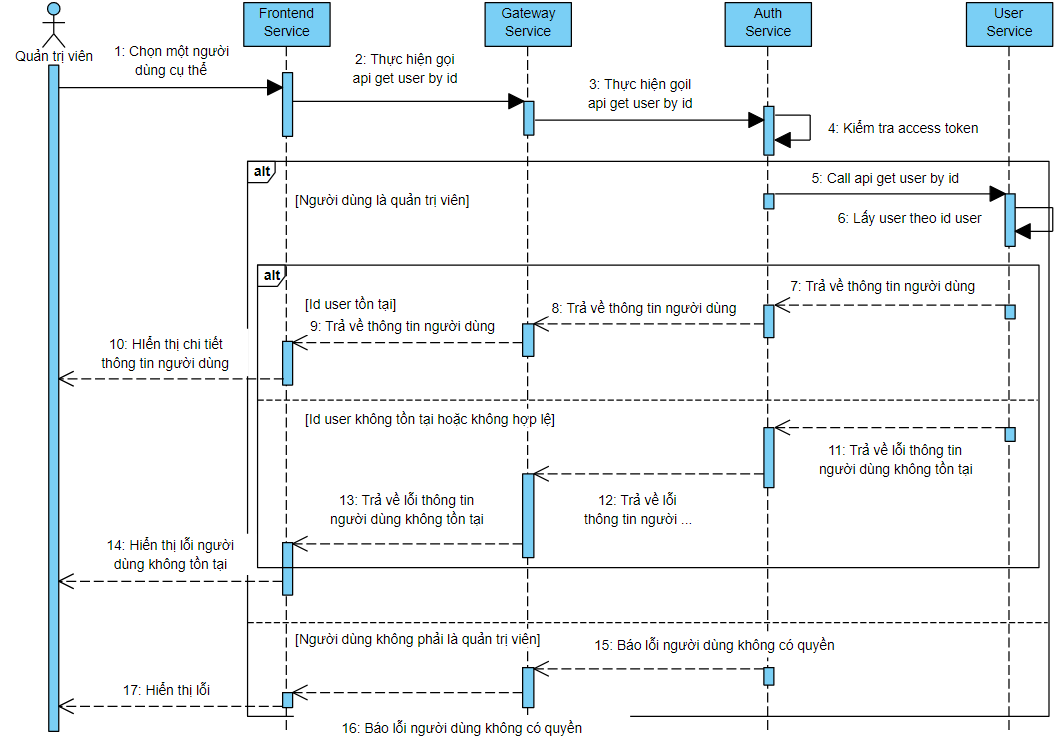 Frontend
Service
Gateway
Service
Auth
Service
User
Service
Quản trị viên
1: Chọn một người
dùng cụ thể
2: Thực hiện gọi
api get user by id
3: Thực hiện gọiI
api get user by id
4: Kiểm tra access token
alt
[Người dùng là quản trị viên]
5: Call api get user by id
6: Lấy user theo id user
alt
[Id user tồn tại]
7: Trả về thông tin người dùng
8: Trả về thông tin người dùng
9: Trả về thông tin người dùng
10: HIển thị chi tiết
thông tin người dùng
[Id user không tồn tại hoặc không hợp lệ]
11: Trả về lỗi thông tin
người dùng không tồn tại
12: Trả về lỗi
thông tin người ...
13: Trả về lỗi thông tin
người dùng không tồn tại
14: Hiển thị lỗi người
dùng không tồn tại
[Người dùng không phải là quản trị viên]
15: Báo lỗi người dùng không có quyền
17: Hiển thị lỗi
16: Báo lỗi người dùng không có quyền